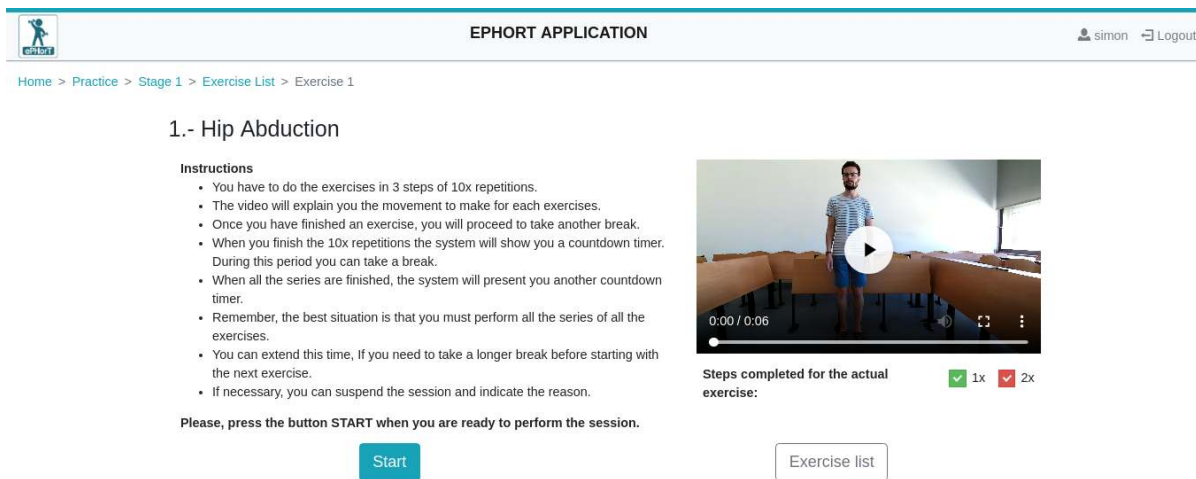 ePHorT
EPHORT APPLICATION
simon Logout
Home > Practice > Stage 1 > Exercise List > Exercise 1
1.- Hip Abduction
Instructions
• You have to do the exercises in 3 steps of 10x repetitions.
• The video will explain you the movement to make for each exercises.
• Once you have finished an exercise, you will proceed to take another break.
• When you finish the 10x repetitions the system will show you a countdown timer.
During this period you can take a break.
• When all the series are finished, the system will present you another countdown
timer.
• Remember, the best situation is that you must perform all the series of all the
exercises.
• You can extend this time, If you need to take a longer break before starting with
the next exercise.
• If necessary, you can suspend the session and indicate the reason.
Please, press the button START when you are ready to perform the session.
Start
0:00 / 0:06
Steps completed for the actual
exercise:
1x 2x
Exercise list